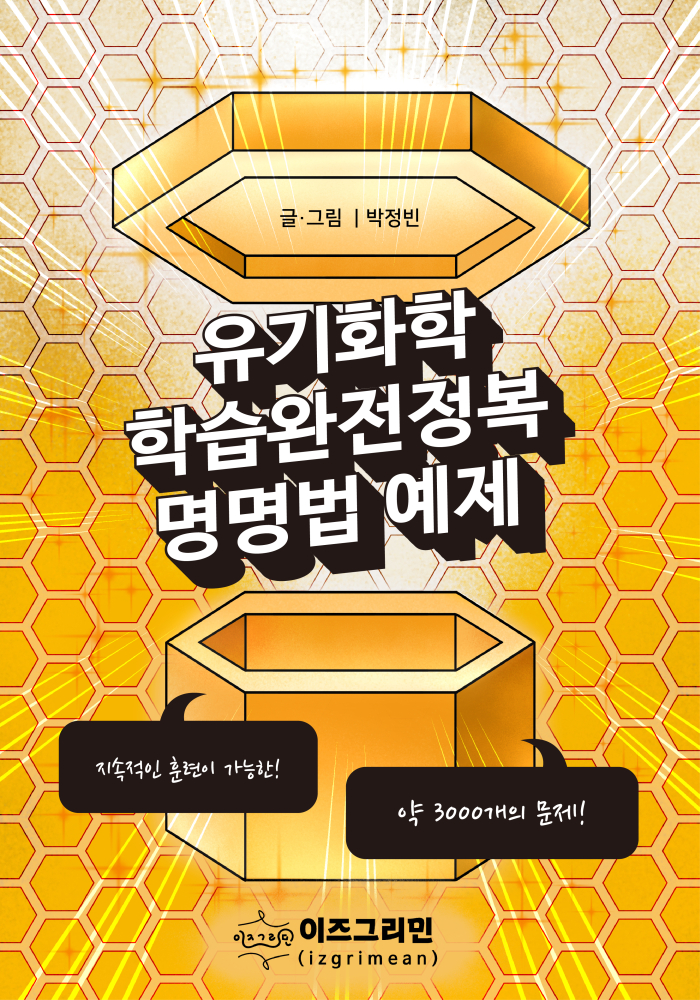 글·그림 | 박정빈
유기화학
학습완전정복
명명법 예제
지속적인 훈련이 가능한!
약 3000개의 문제!
이즈그리민 이즈그리민
(izgrimean)